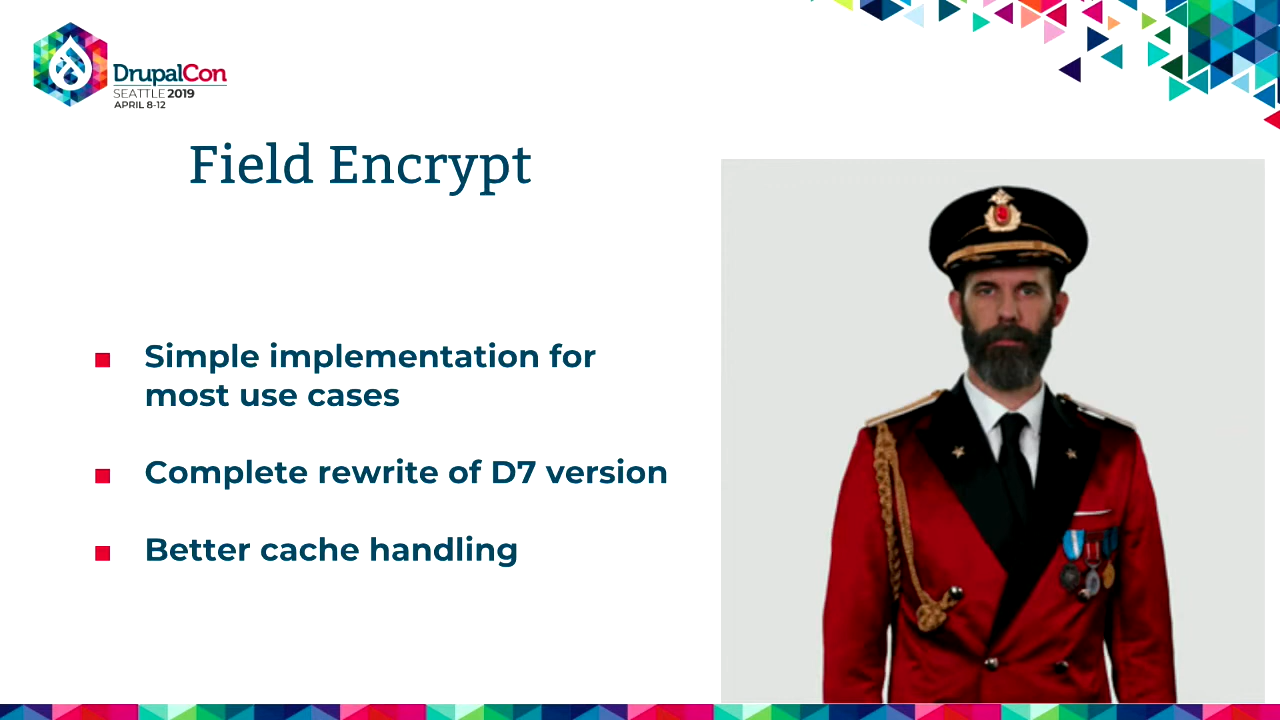 DrupalCon
SEATTLE 2019
APRIL 8-12
Field Encrypt
Simple implementation for
most use cases
Complete rewrite of D7 version
Better cache handling